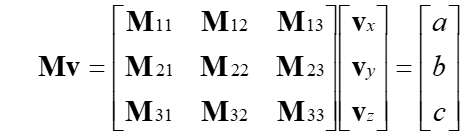 M11 M12 M13 vx a
Mv = M21 M22 M23 vy = b
M31 M32 M33 vz c